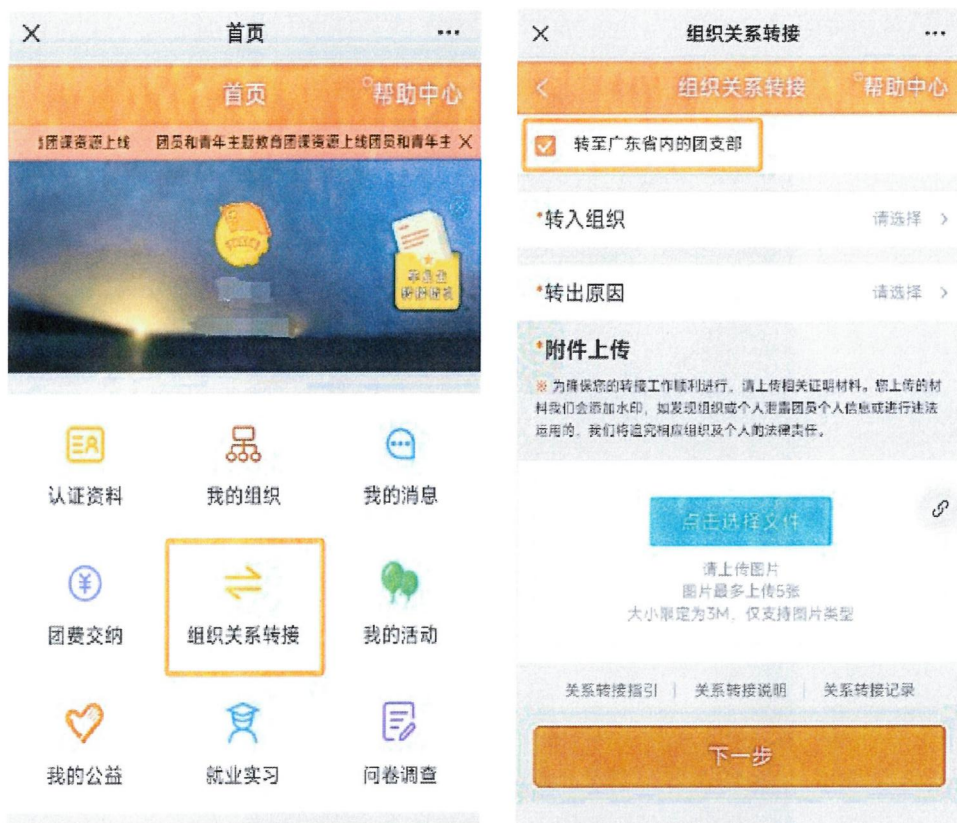 首页
首页
帮助中心
团课资源上线 团员和青年主题教育团课资源上线团员和青年主
认证资料
我的组织
我的消息
团费交纳
组织关系转接
我的活动
我的公益
就业实习
问卷调查
组织关系转接
组织关系转接
帮助中心
转至广东省内的团支部
*转入组织
请选择 >
*转出原因
请选择 >
*附件上传
※ 为确保您的转接工作顺利进行，请上传相关证明材料。您上传的材
料我们会添加水印，如发现组织或个人泄露团员个人信息或进行违法
运用的，我们将追究相应组织及个人的法律责任。
点击选择文件
请上传图片
图片最多上传5张
大小限定为3M，仅支持图片类型
关系转接指引 | 关系转接说明 | 关系转接记录
下一步